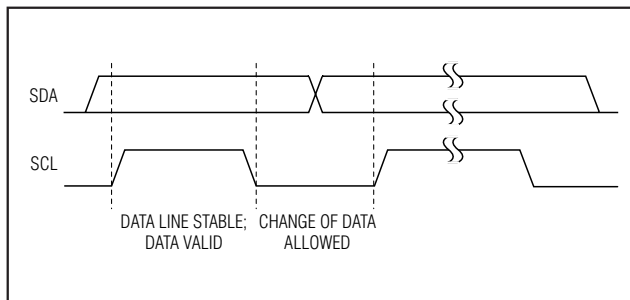 SDA
SCL
DATA LINE STABLE;
DATA VALID
CHANGE OF DATA
ALLOWED